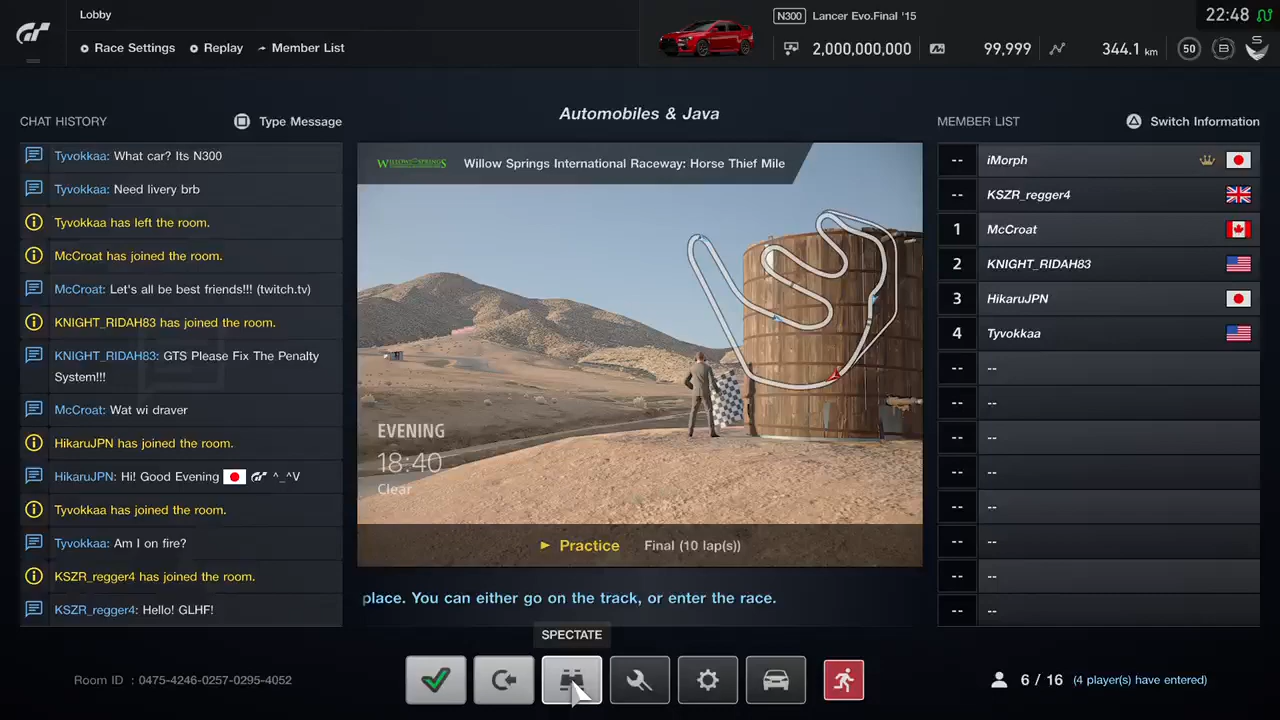 Lobby
Race Settings
Replay
Member List
N300
Lancer Evo.Final '15
2,000,000,000
99,999
344.1 km
22:48
50
B
S
CHAT HISTORY
Type Message
Tyvokkaa: What car? Its N300
Tyvokkaa: Need livery brb
Tyvokkaa has left the room.
McCroat has joined the room.
McCroat: Let's all be best friends!!! (twitch.tv)
KNIGHT_RIDAH83 has joined the room.
KNIGHT_RIDAH83: GTS Please Fix The Penalty
System!!!
McCroat: Wat wi draver
HikaruJPN has joined the room.
HikaruJPN: Hi! Good Evening ^_^V
Tyvokkaa has joined the room.
Tyvokkaa: Am I on fire?
KSZR_regger4 has joined the room.
KSZR_regger4: Hello! GLHF!
Automobiles & Java
WILLOW SPRINGS
Willow Springs International Raceway: Horse Thief Mile
EVENING
18:40
Clear
Practice
Final (10 lap(s))
place. You can either go on the track, or enter the race.
SPECTATE
MEMBER LIST
Switch Information
-- iMorph
-- KSZR_regger4
1 McCroat
2 KNIGHT_RIDAH83
3 HikaruJPN
4 Tyvokkaa
-- --
-- --
-- --
-- --
-- --
-- --
-- --
-- --
Room ID : 0475-4246-0257-0295-4052
6 / 16 (4 player(s) have entered)